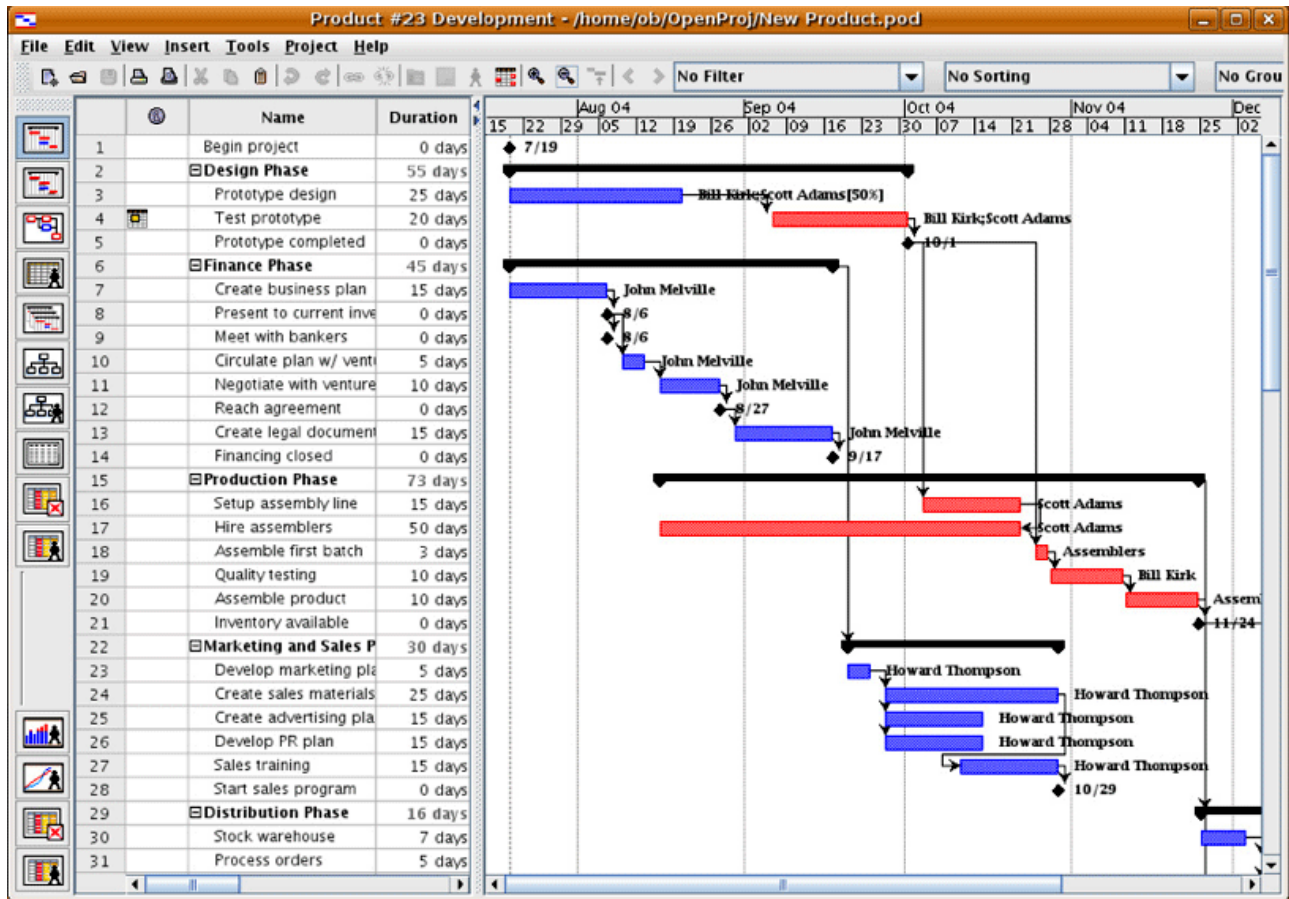 Product #23 Development - /home/ob/OpenProj/New Product.pod
File Edit View Insert Tools Project Help
No Filter No Sorting No Grou
Name Duration
Aug 04 Sep 04 Oct 04 Nov 04 Dec
15 22 29 05 12 19 26 02 09 16 23 30 07 14 21 28 04 11 18 25 02
1 Begin project 0 days 7/19
2 Design Phase 55 days
3 Prototype design 25 days Bill Kirk;Scott Adams[50%]
4 Test prototype 20 days Bill Kirk;Scott Adams
5 Prototype completed 0 days 10/1
6 Finance Phase 45 days
7 Create business plan 15 days John Melville
8 Present to current inve 0 days 8/6
9 Meet with bankers 0 days 8/6
10 Circulate plan w/ vent 5 days John Melville
11 Negotiate with venture 10 days John Melville
12 Reach agreement 0 days 8/27
13 Create legal document 15 days John Melville
14 Financing closed 0 days 9/17
15 Production Phase 73 days
16 Setup assembly line 15 days Scott Adams
17 Hire assemblers 50 days Scott Adams
18 Assemble first batch 3 days Assemblers
19 Quality testing 10 days Bill Kirk
20 Assemble product 10 days Assem
21 Inventory available 0 days 11/24
22 Marketing and Sales P 30 days
23 Develop marketing pla 5 days Howard Thompson
24 Create sales materials 25 days Howard Thompson
25 Create advertising pla 15 days Howard Thompson
26 Develop PR plan 15 days Howard Thompson
27 Sales training 15 days Howard Thompson
28 Start sales program 0 days 10/29
29 Distribution Phase 16 days
30 Stock warehouse 7 days
31 Process orders 5 days